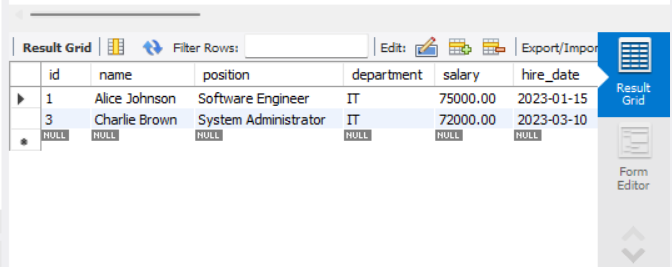 Result Grid Filter Rows: Edit: Export/Impor
Result Grid
id name position department salary hire_date
1 Alice Johnson Software Engineer IT 75000.00 2023-01-15
3 Charlie Brown System Administrator IT 72000.00 2023-03-10
NULL NULL NULL NULL NULL NULL
Form
Editor